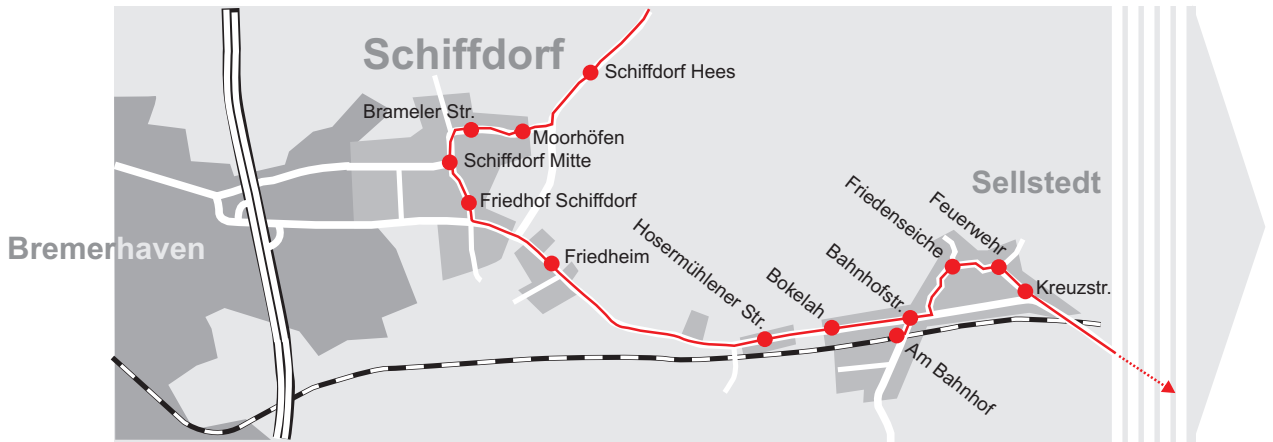 Schiffdorf
Schiffdorf Hees
Brameler Str.
Moorhöfen
Schiffdorf Mitte
Sellstedt
Friedhof Schiffdorf
Bremerhaven
Friedheim
Hosermühlener Str.
Bokelah
Bahnhofstr.
Friedenseiche
Feuerwehr
Kreuzstr.
Am Bahnhof